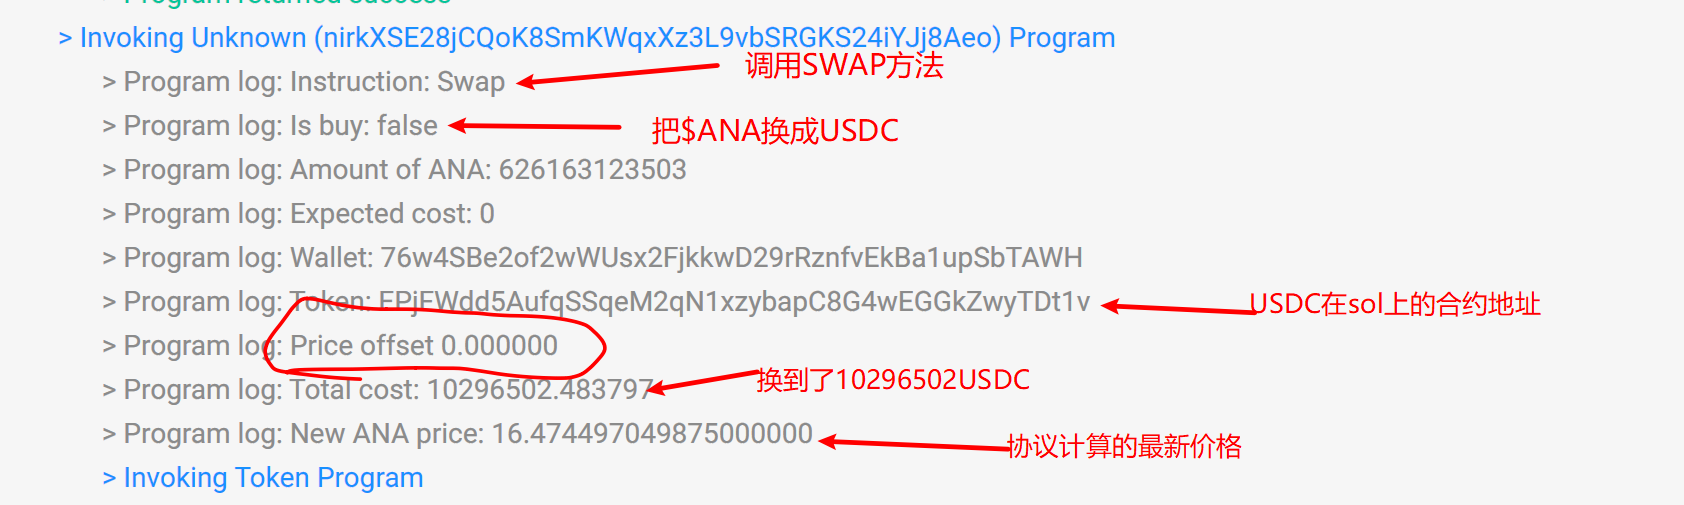 Program returned success
> Invoking Unknown (nirkXSE28jCQoK8SmKWqxXz3L9vbSRGKS24iYJj8Aeo) Program
> Program log: Instruction: Swap
调用SWAP方法
> Program log: Is buy: false
把$ANA换成USDC
> Program log: Amount of ANA: 626163123503
> Program log: Expected cost: 0
> Program log: Wallet: 76w4SBe2of2wWUsx2FjkkwD29rRznfvEkBa1upSbTAWH
> Program log: Token: EPjFWdd5AufqSSqeM2qN1xzybapC8G4wEGGkZwyTDt1v
USDC在sol上的合约地址
> Program log: Price offset 0.000000
> Program log: Total cost: 10296502.483797
换到了10296502USDC
> Program log: New ANA price: 16.474497049875000000
协议计算的最新价格
> Invoking Token Program